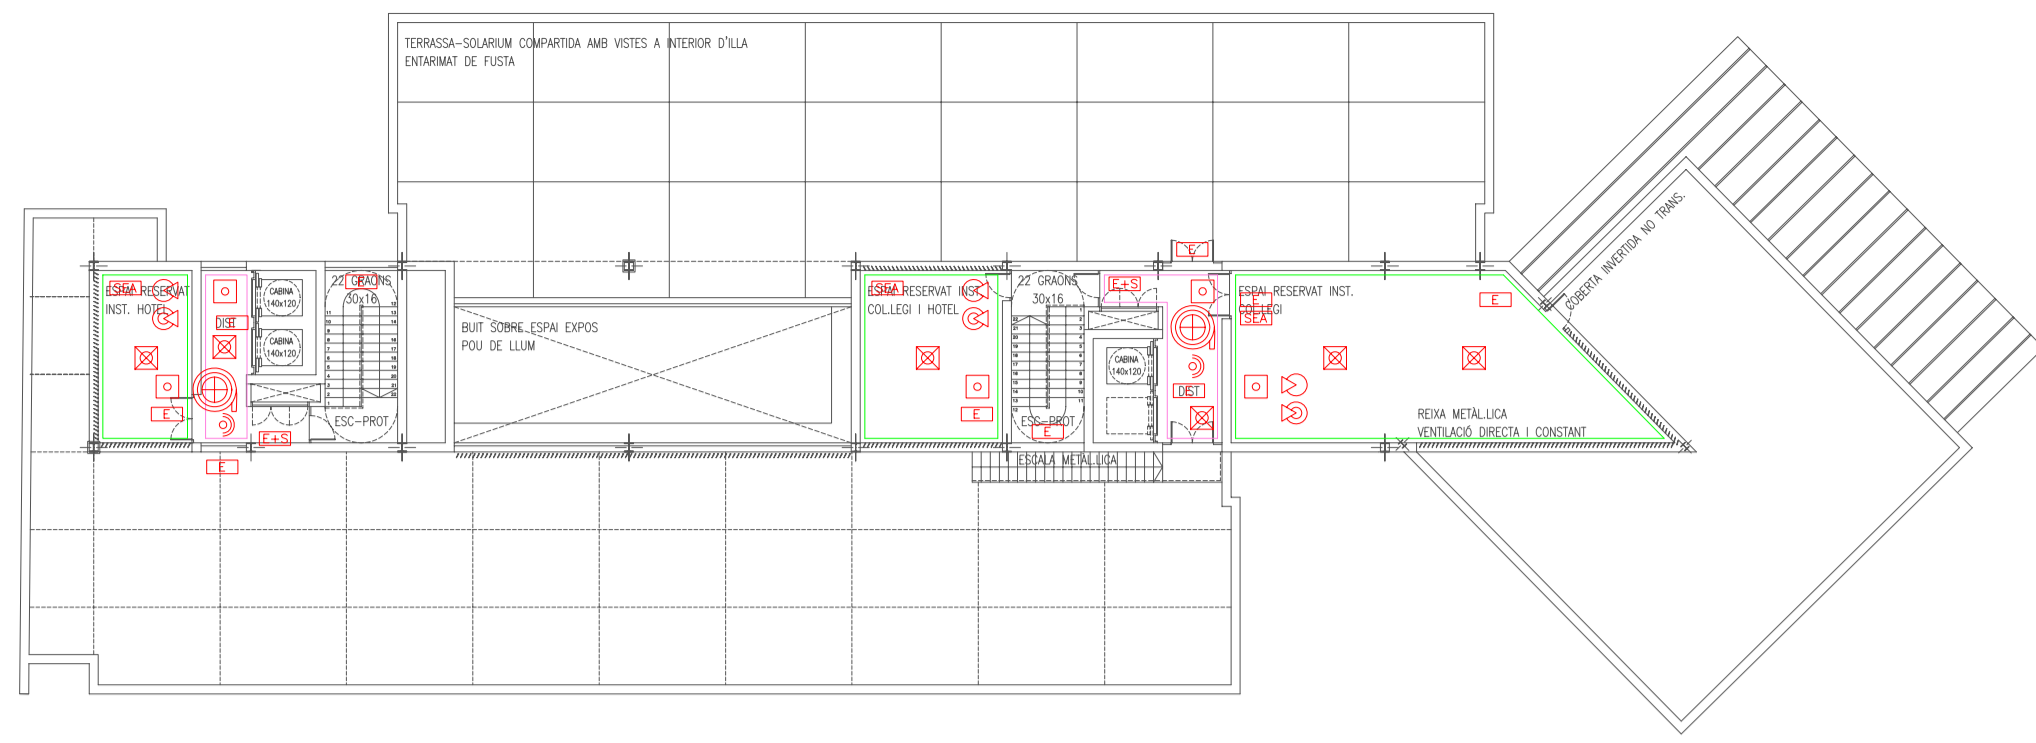 TERRASSA-SOLARIUM COMPARTIDA AMB VISTES A INTERIOR D'ILLA
ENTARIMAT DE FUSTA
COBERTA INVERTIDA NO TRANS.
SEA
ESPAI RESERVAT
INST. HOTEL
E
DIST
E
CABINA
140x120
CABINA
140x120
E+S
E
22 GRAONS
30x16
E
ESC-PROT
BUIT SOBRE ESPAI EXPOS
POU DE LLUM
SEA
ESPAI RESERVAT INST.
COL.LEGI I HOTEL
E
22 GRAONS
30x16
ESC-PROT
E
ESCALA METÀL.LICA
E
E+S
CABINA
140x120
DIST
E
ESPAI RESERVAT INST.
COL.LEGI
E
SEA
E
REIXA METÀL.LICA
VENTILACIÓ DIRECTA I CONSTANT